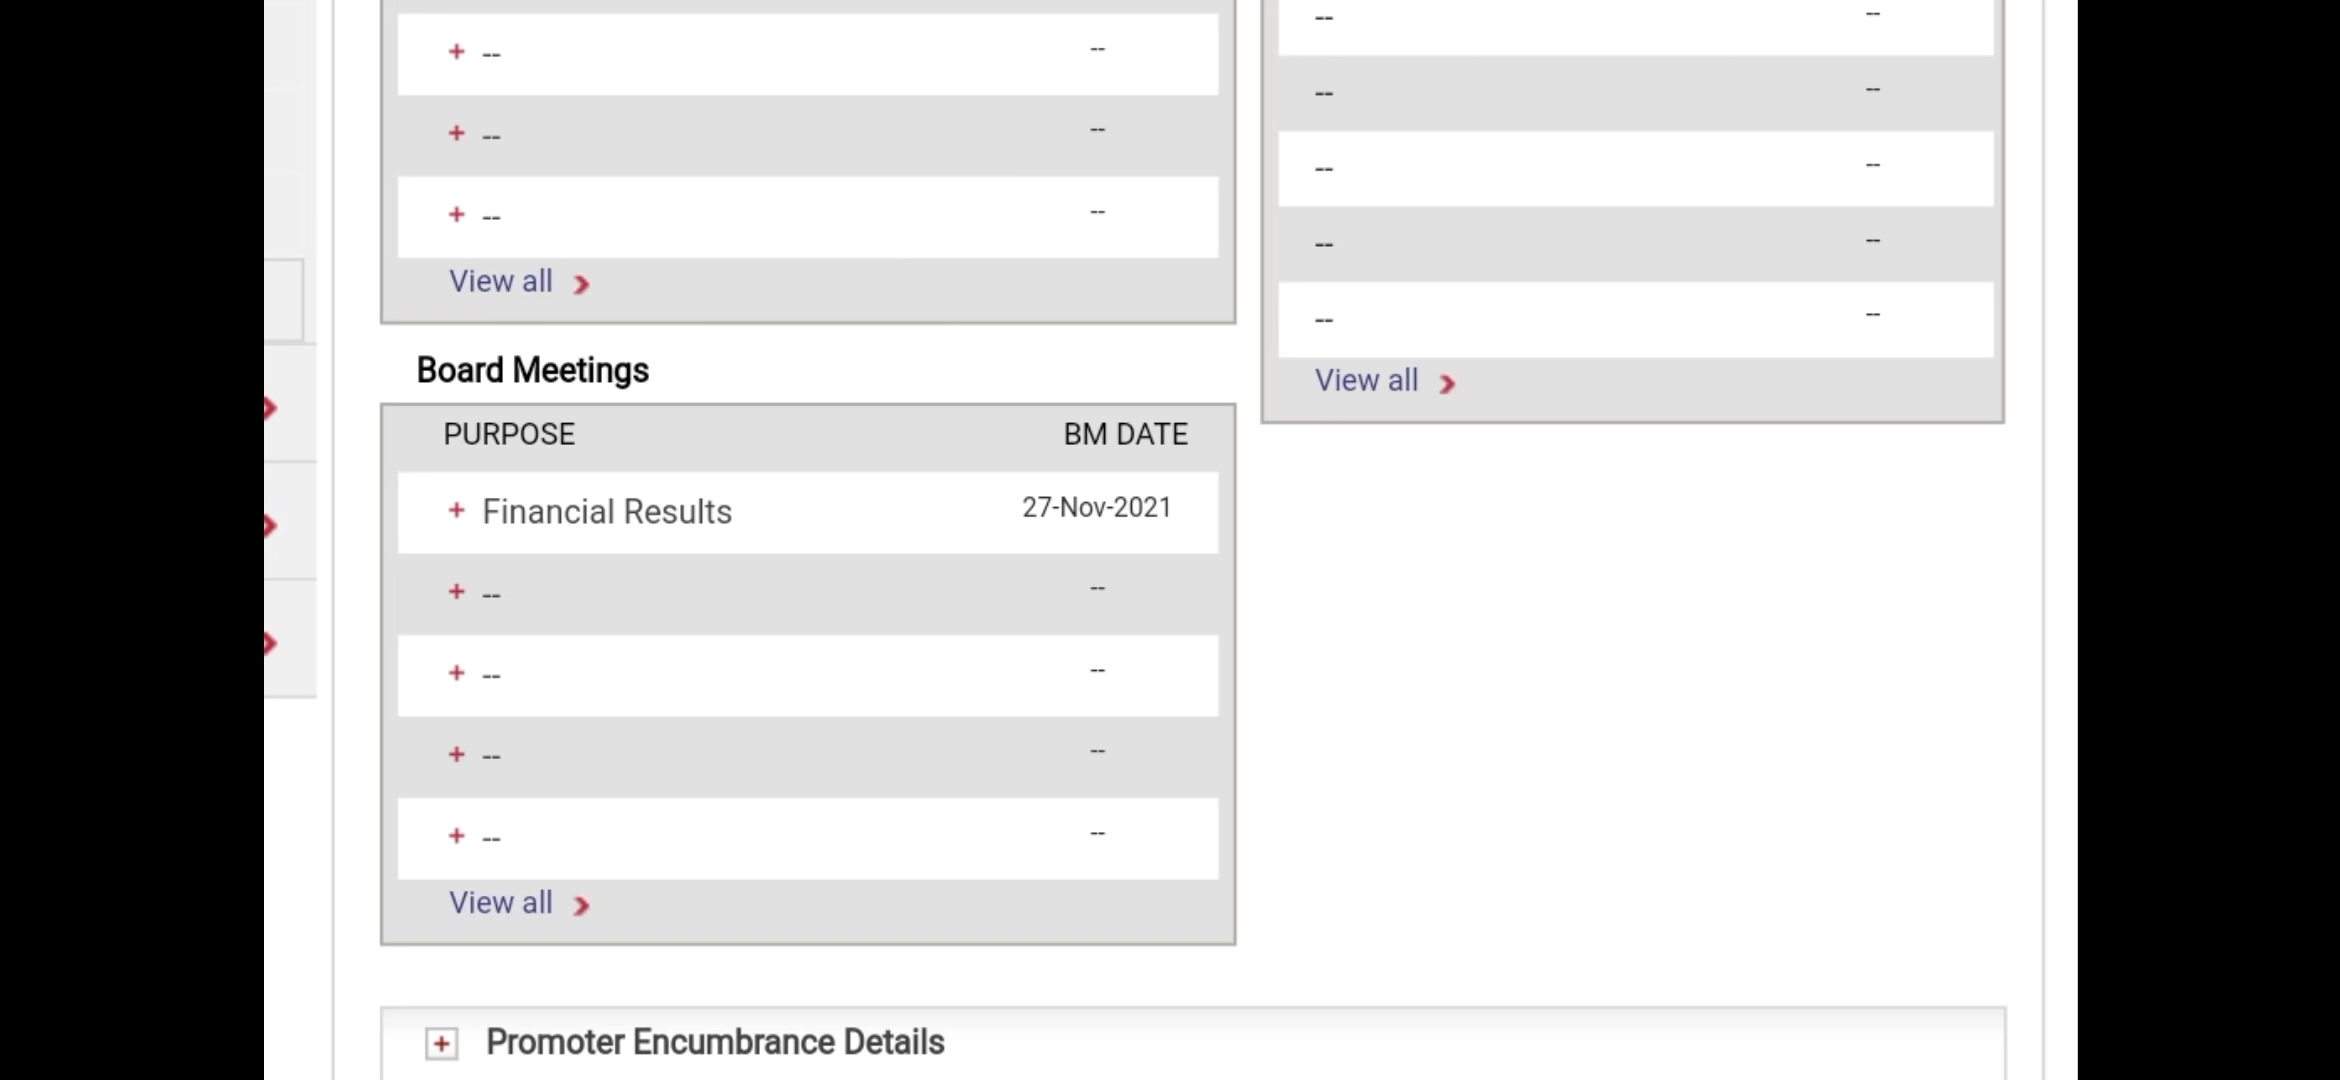 + -- --
+ -- --
+ -- --
View all
-- --
-- --
-- --
-- --
-- --
View all
Board Meetings
PURPOSE BM DATE
+ Financial Results 27-Nov-2021
+ -- --
+ -- --
+ -- --
+ -- --
View all
+ Promoter Encumbrance Details